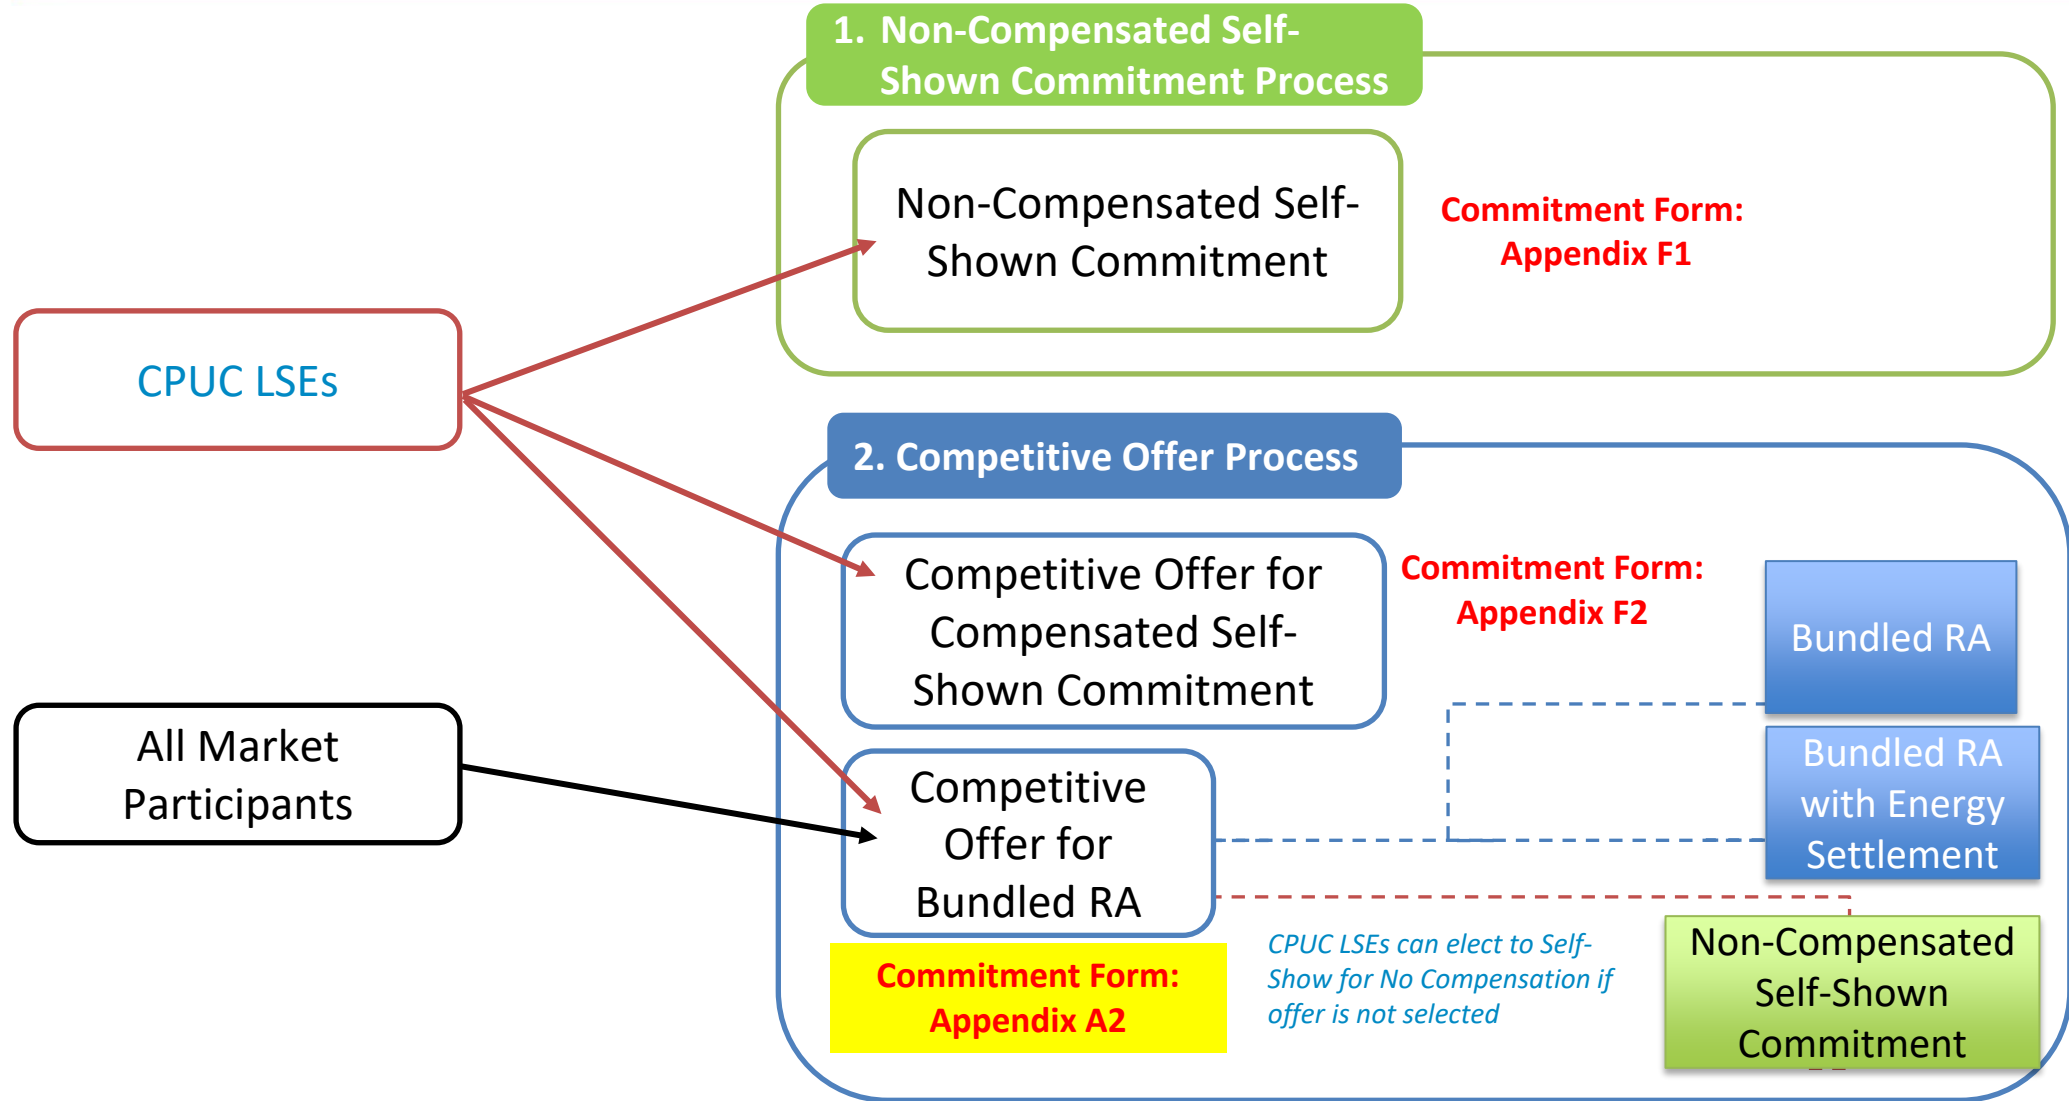 1. Non-Compensated Self-
Shown Commitment Process
Non-Compensated Self-
Shown Commitment
Commitment Form:
Appendix F1
CPUC LSEs
2. Competitive Offer Process
Competitive Offer for
Compensated Self-
Shown Commitment
Commitment Form:
Appendix F2
Bundled RA
All Market
Participants
Competitive
Offer for
Bundled RA
Bundled RA
with Energy
Settlement
Commitment Form:
Appendix A2
CPUC LSEs can elect to Self-
Show for No Compensation if
offer is not selected
Non-Compensated
Self-Shown
Commitment